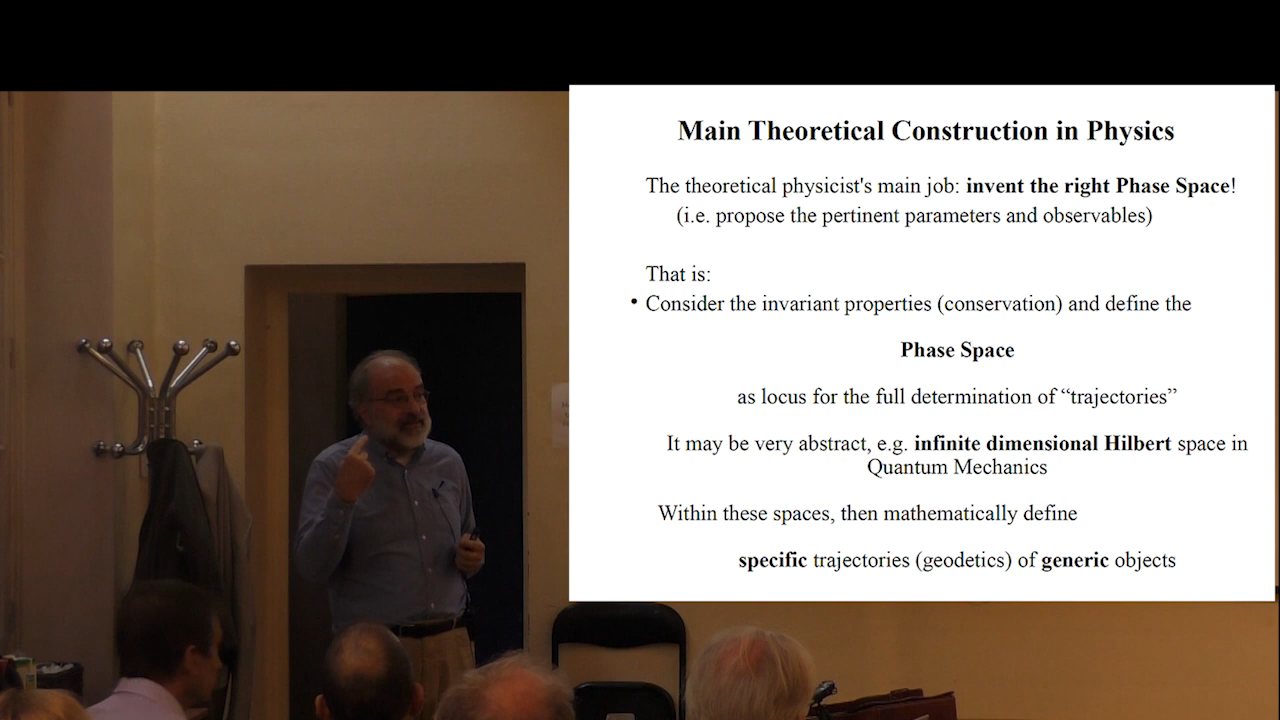 Main Theoretical Construction in Physics
The theoretical physicist's main job: invent the right Phase Space!
(i.e. propose the pertinent parameters and observables)
That is:
• Consider the invariant properties (conservation) and define the
Phase Space
as locus for the full determination of “trajectories”
It may be very abstract, e.g. infinite dimensional Hilbert space in
Quantum Mechanics
Within these spaces, then mathematically define
specific trajectories (geodetics) of generic objects